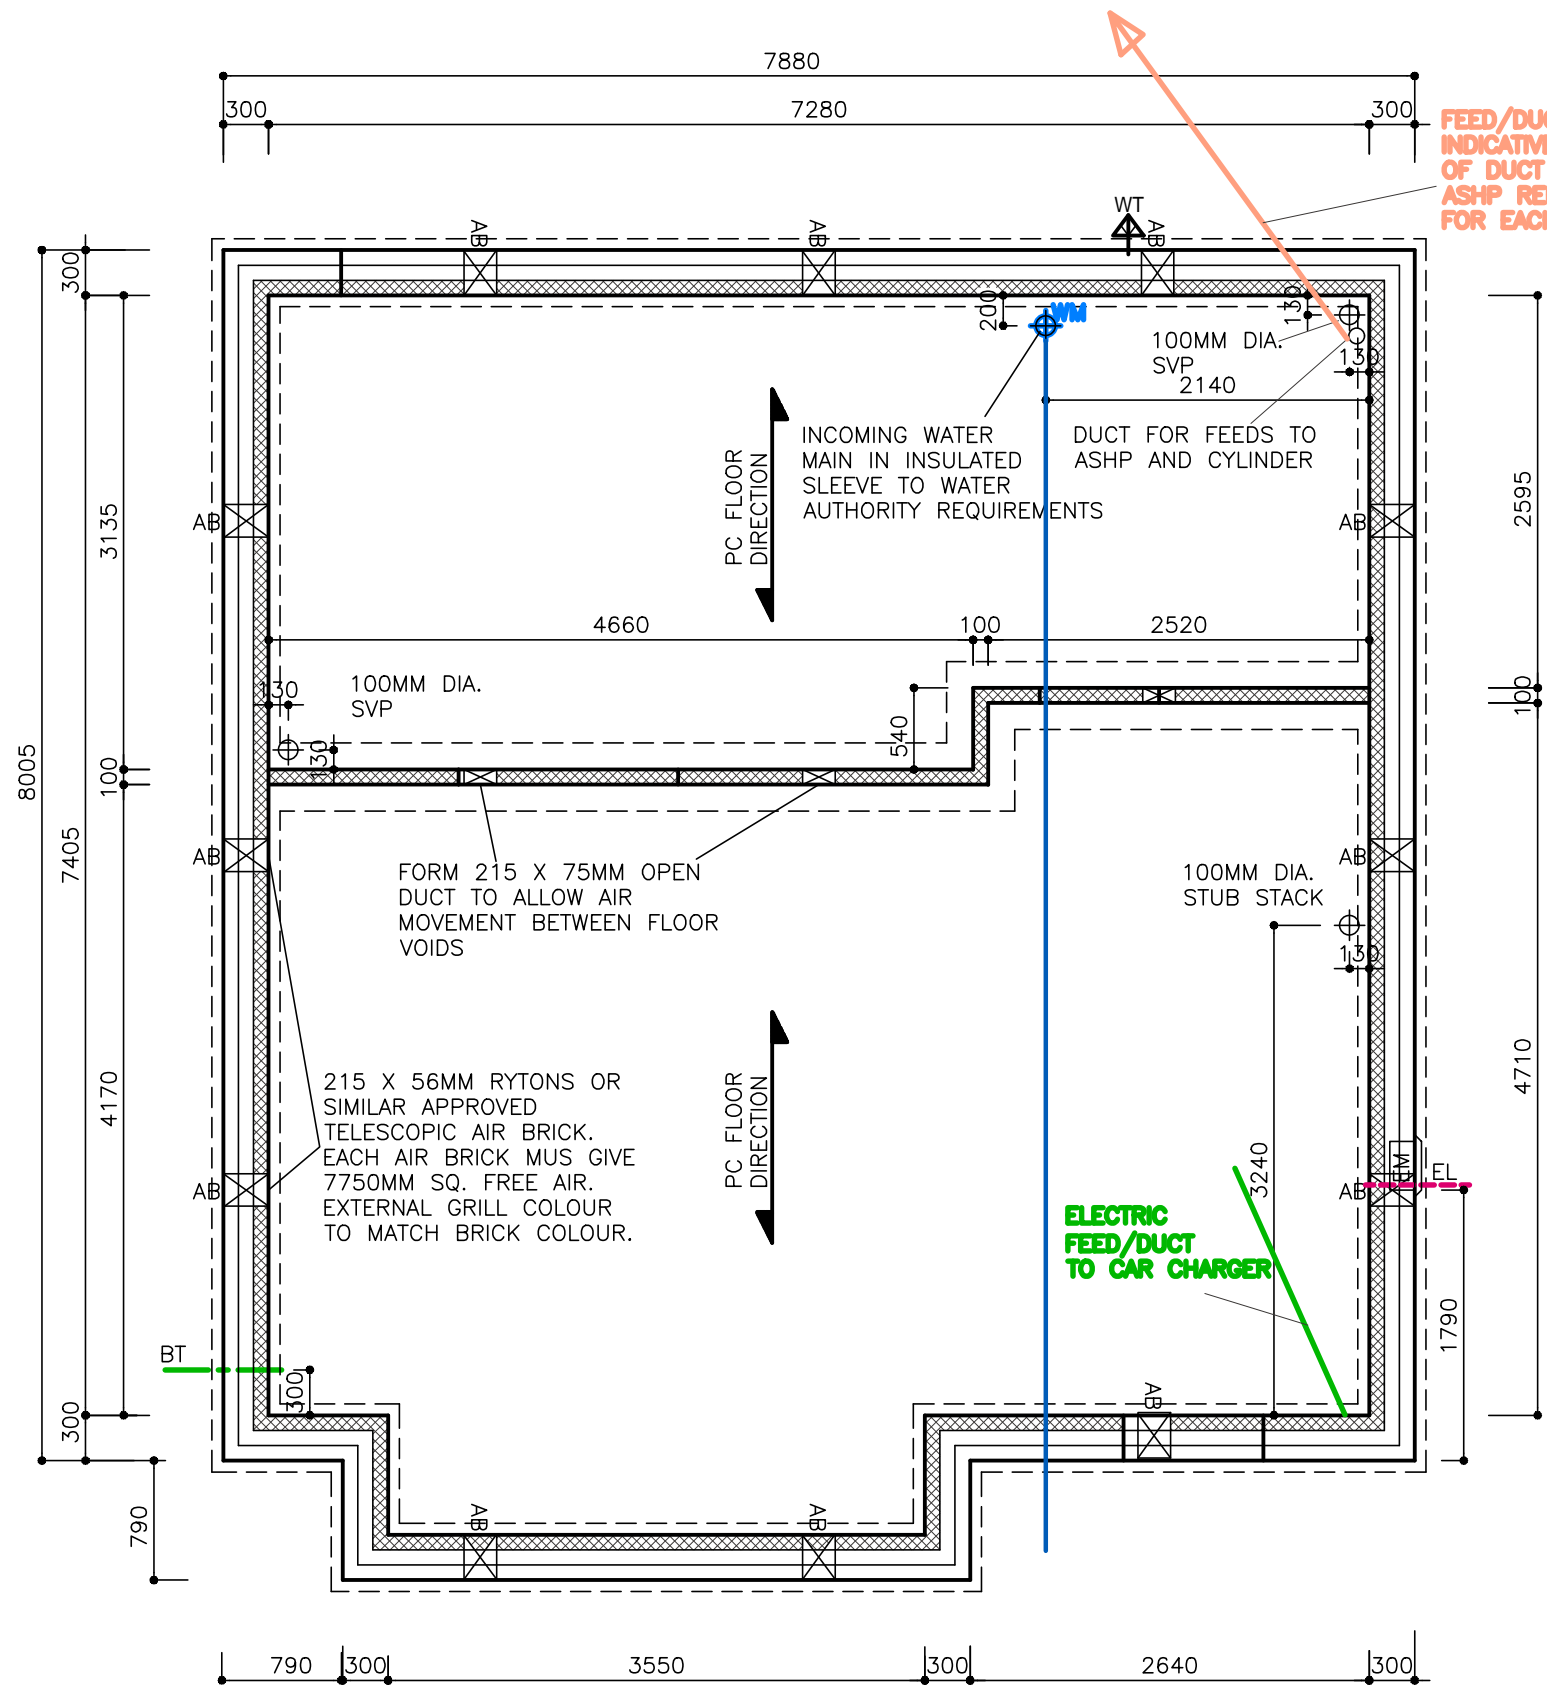 7880
300
7280
300
FEED/DU
INDICATIV
OF DUCT
ASHP RE
FOR EAC
WT
AB
AB
AB
300
200
WM
130
100MM DIA.
SVP
130
2140
INCOMING WATER
MAIN IN INSULATED
SLEEVE TO WATER
AUTHORITY REQUIREMENTS
DUCT FOR FEEDS TO
ASHP AND CYLINDER
PC FLOOR
DIRECTION
AB
AB
3135
2595
4660
100
2520
130
100MM DIA.
SVP
130
540
100
100
8005
7405
AB
AB
FORM 215 X 75MM OPEN
DUCT TO ALLOW AIR
MOVEMENT BETWEEN FLOOR
VOIDS
100MM DIA.
STUB STACK
130
4170
4710
215 X 56MM RYTONS OR
SIMILAR APPROVED
TELESCOPIC AIR BRICK.
EACH AIR BRICK MUS GIVE
7750MM SQ. FREE AIR.
EXTERNAL GRILL COLOUR
TO MATCH BRICK COLOUR.
PC FLOOR
DIRECTION
3240
AB
AB
EL
ELECTRIC
FEED/DUCT
TO CAR CHARGER
1790
BT
300
300
AB
790
AB
AB
790
300
3550
300
2640
300